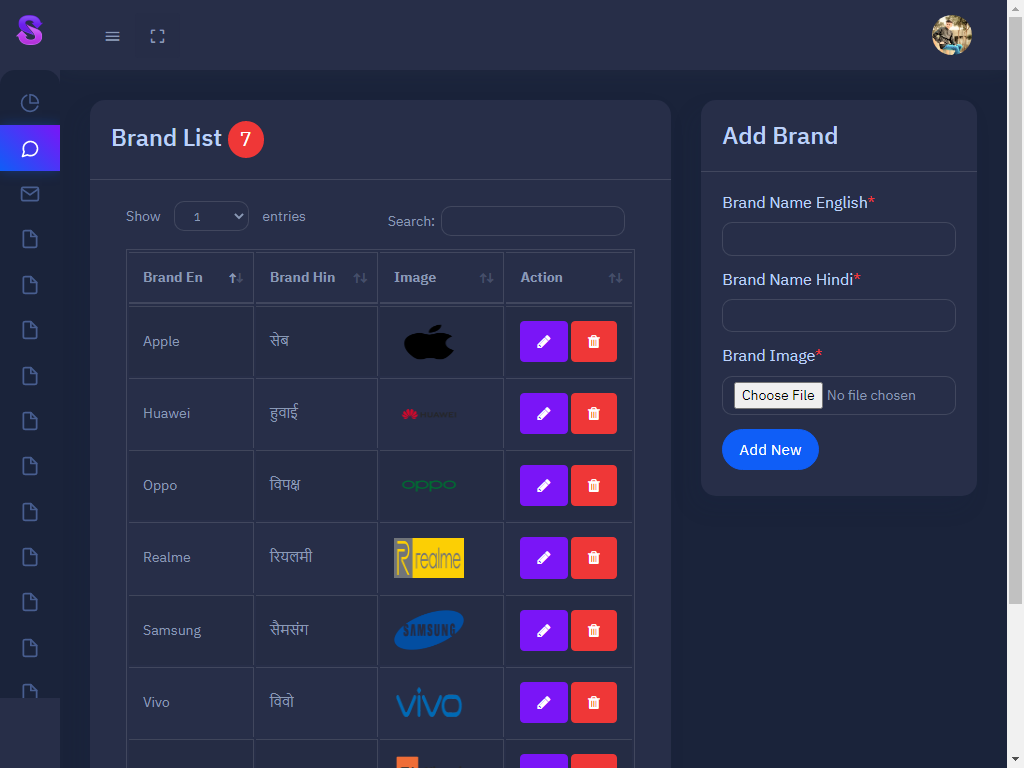 Brand List 7
Add Brand
Show 1 entries
Search:
Brand En Brand Hin Image Action
Apple सेब
Huawei हुवाई
Oppo विपक्ष oppo
Realme रियलमी realme
Samsung सैमसंग SAMSUNG
Vivo विवो vivo
Brand Name English*
Brand Name Hindi*
Brand Image*
Choose File No file chosen
Add New